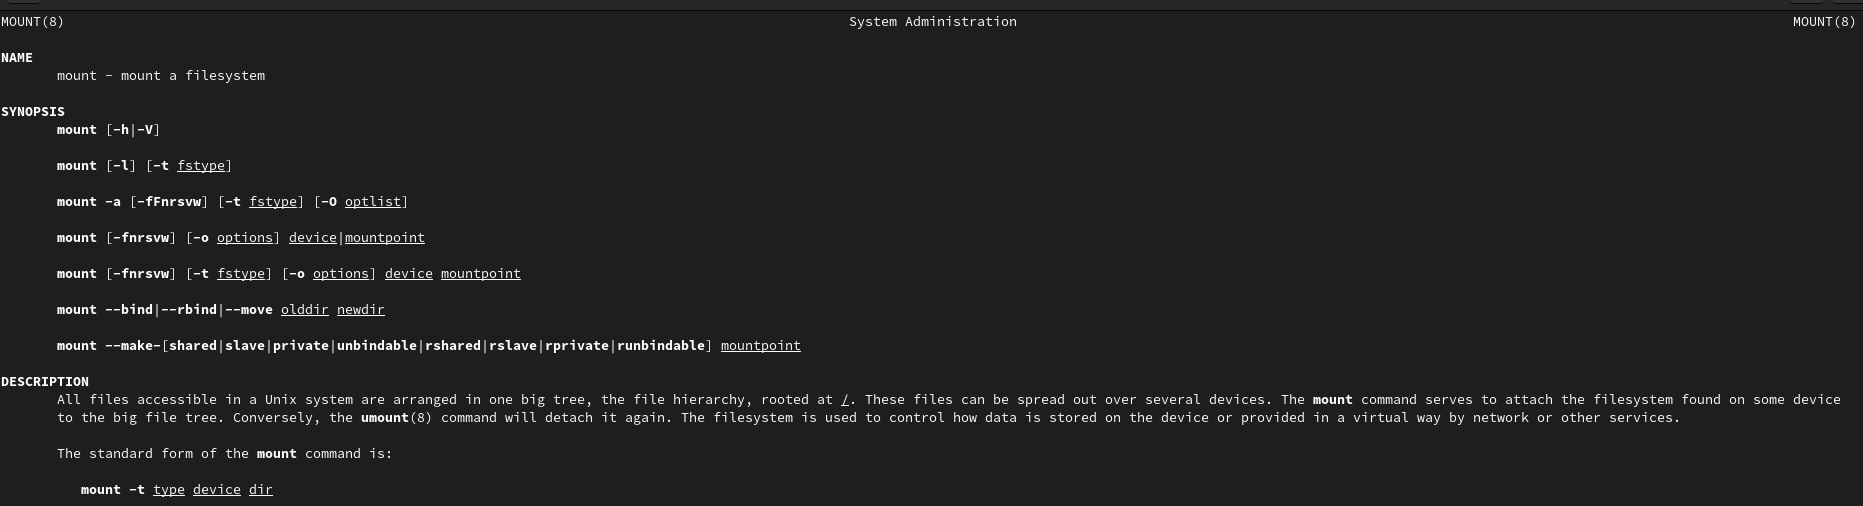 MOUNT(8) System Administration MOUNT(8)
NAME
mount - mount a filesystem
SYNOPSIS
mount [-h|-V]
mount [-l] [-t fstype]
mount -a [-fFnrsvw] [-t fstype] [-O optlist]
mount [-fnrsvw] [-o options] device|mountpoint
mount [-fnrsvw] [-t fstype] [-o options] device mountpoint
mount --bind|--rbind|--move olddir newdir
mount --make-[shared|slave|private|unbindable|rshared|rslave|rprivate|runbindable] mountpoint
DESCRIPTION
All files accessible in a Unix system are arranged in one big tree, the file hierarchy, rooted at /. These files can be spread out over several devices. The mount command serves to attach the filesystem found on some device
to the big file tree. Conversely, the umount(8) command will detach it again. The filesystem is used to control how data is stored on the device or provided in a virtual way by network or other services.
The standard form of the mount command is:
mount -t type device dir